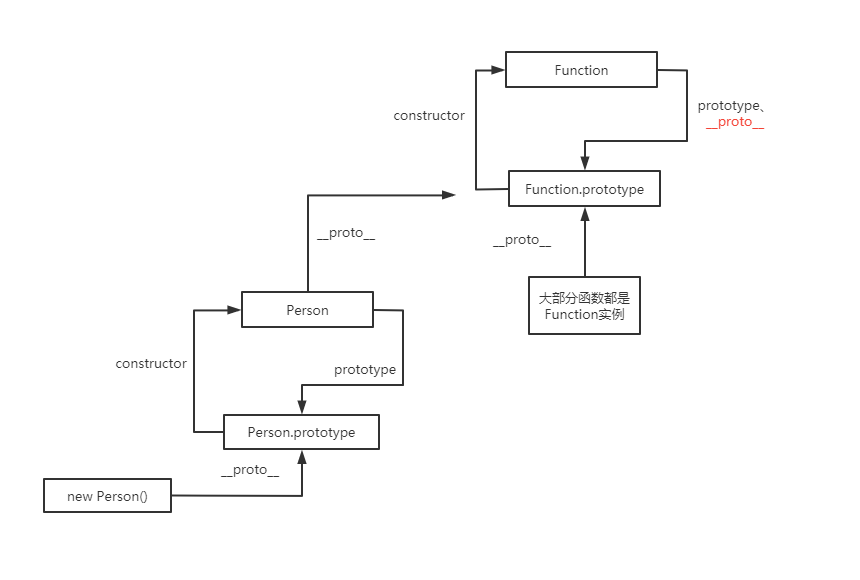 Function
constructor
prototype、
__proto__
Function.prototype
__proto__
__proto__
大部分函数都是
Function实例
Person
constructor
prototype
Person.prototype
__proto__
new Person()